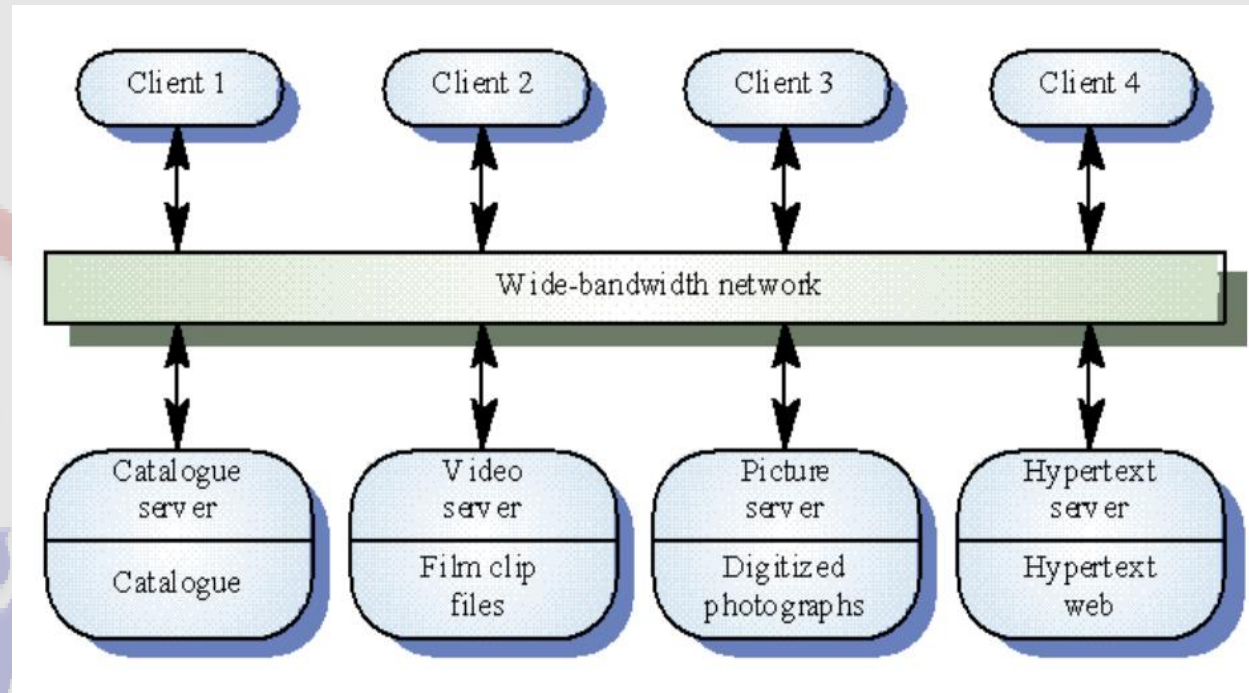 Client 1
Client 2
Client 3
Client 4
Wide-bandwidth network
Catalogue
server
Catalogue
Video
server
Film clip
files
Picture
server
Digitized
photographs
Hypertext
server
Hypertext
web